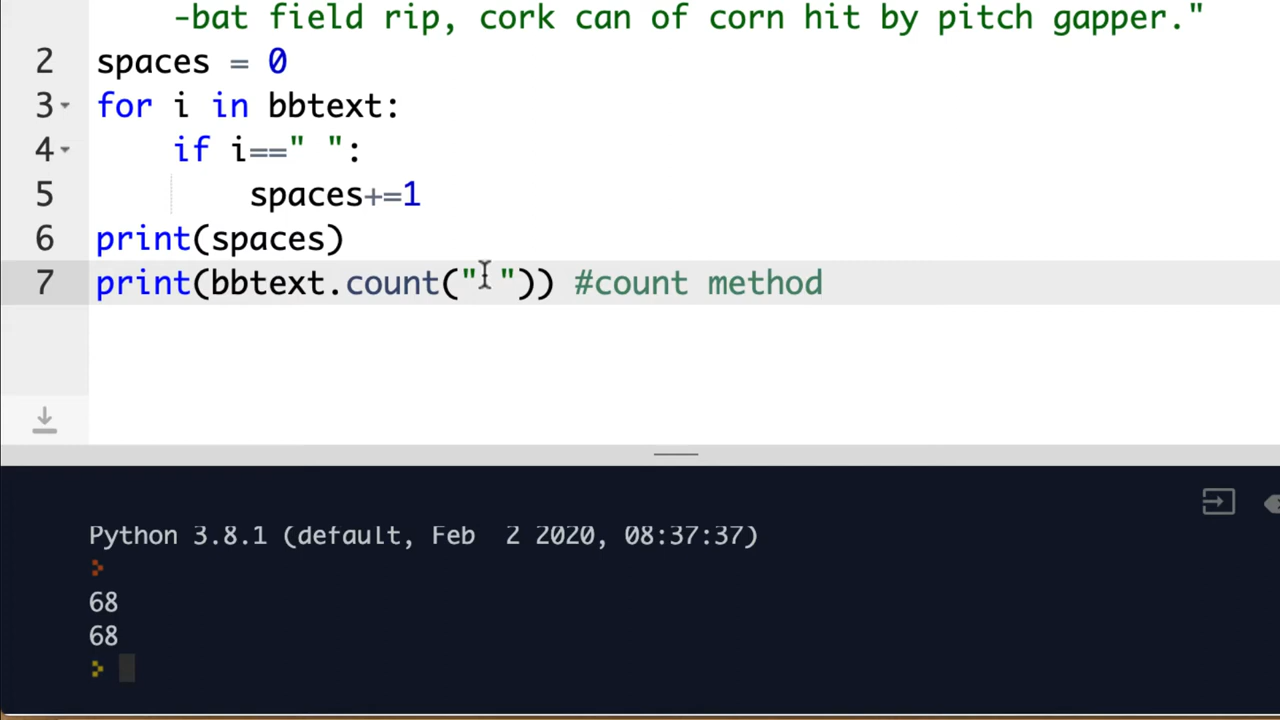 -bat field rip, cork can of corn hit by pitch gapper."
2 spaces = 0
3 for i in bbtext:
4 if i==" ":
5 spaces+=1
6 print(spaces)
7 print(bbtext.count(" ")) #count method
Python 3.8.1 (default, Feb  2 2020, 08:37:37)
68
68